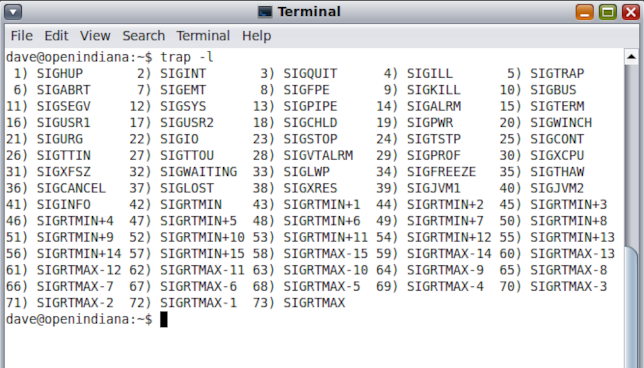 Terminal
File Edit View Search Terminal Help
dave@openindiana:~$ trap -l
 1) SIGHUP       2) SIGINT       3) SIGQUIT      4) SIGILL       5) SIGTRAP
 6) SIGABRT      7) SIGEMT       8) SIGFPE       9) SIGKILL     10) SIGBUS
11) SIGSEGV     12) SIGSYS      13) SIGPIPE     14) SIGALRM     15) SIGTERM
16) SIGUSR1     17) SIGUSR2     18) SIGCHLD     19) SIGPWR      20) SIGWINCH
21) SIGURG      22) SIGIO       23) SIGSTOP     24) SIGTSTP     25) SIGCONT
26) SIGTTIN     27) SIGTTOU     28) SIGVTALRM   29) SIGPROF     30) SIGXCPU
31) SIGXFSZ     32) SIGWAITING  33) SIGLWP      34) SIGFREEZE   35) SIGTHAW
36) SIGCANCEL   37) SIGLOST     38) SIGXRES     39) SIGJVM1     40) SIGJVM2
41) SIGINFO     42) SIGRTMIN    43) SIGRTMIN+1  44) SIGRTMIN+2  45) SIGRTMIN+3
46) SIGRTMIN+4  47) SIGRTMIN+5  48) SIGRTMIN+6  49) SIGRTMIN+7  50) SIGRTMIN+8
51) SIGRTMIN+9  52) SIGRTMIN+10 53) SIGRTMIN+11 54) SIGRTMIN+12 55) SIGRTMIN+13
56) SIGRTMIN+14 57) SIGRTMIN+15 58) SIGRTMAX-15 59) SIGRTMAX-14 60) SIGRTMAX-13
61) SIGRTMAX-12 62) SIGRTMAX-11 63) SIGRTMAX-10 64) SIGRTMAX-9  65) SIGRTMAX-8
66) SIGRTMAX-7  67) SIGRTMAX-6  68) SIGRTMAX-5  69) SIGRTMAX-4  70) SIGRTMAX-3
71) SIGRTMAX-2  72) SIGRTMAX-1  73) SIGRTMAX
dave@openindiana:~$